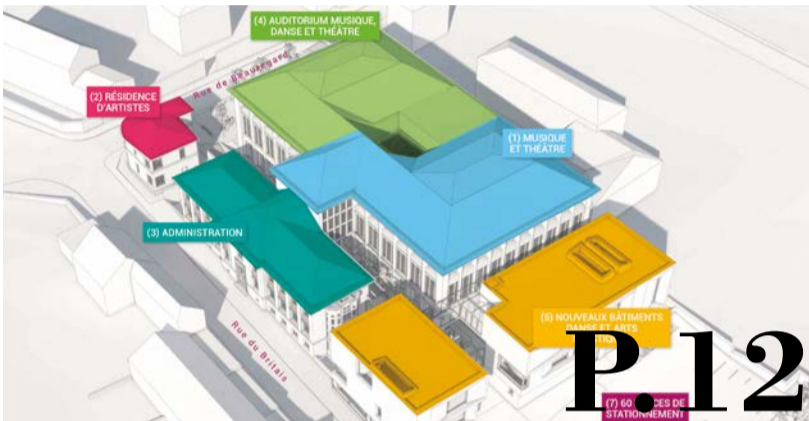 (4) AUDITORIUM MUSIQUE,
DANSE ET THÉÂTRE
Rue de Beauregard
(2) RÉSIDENCE
D'ARTISTES
(1) MUSIQUE
ET THÉÂTRE
(3) ADMINISTRATION
(5) NOUVEAUX BÂTIMENTS
DANSE ET ARTS
Rue du Britais
P.12
(7) 60
DE
STATIONNEMENT